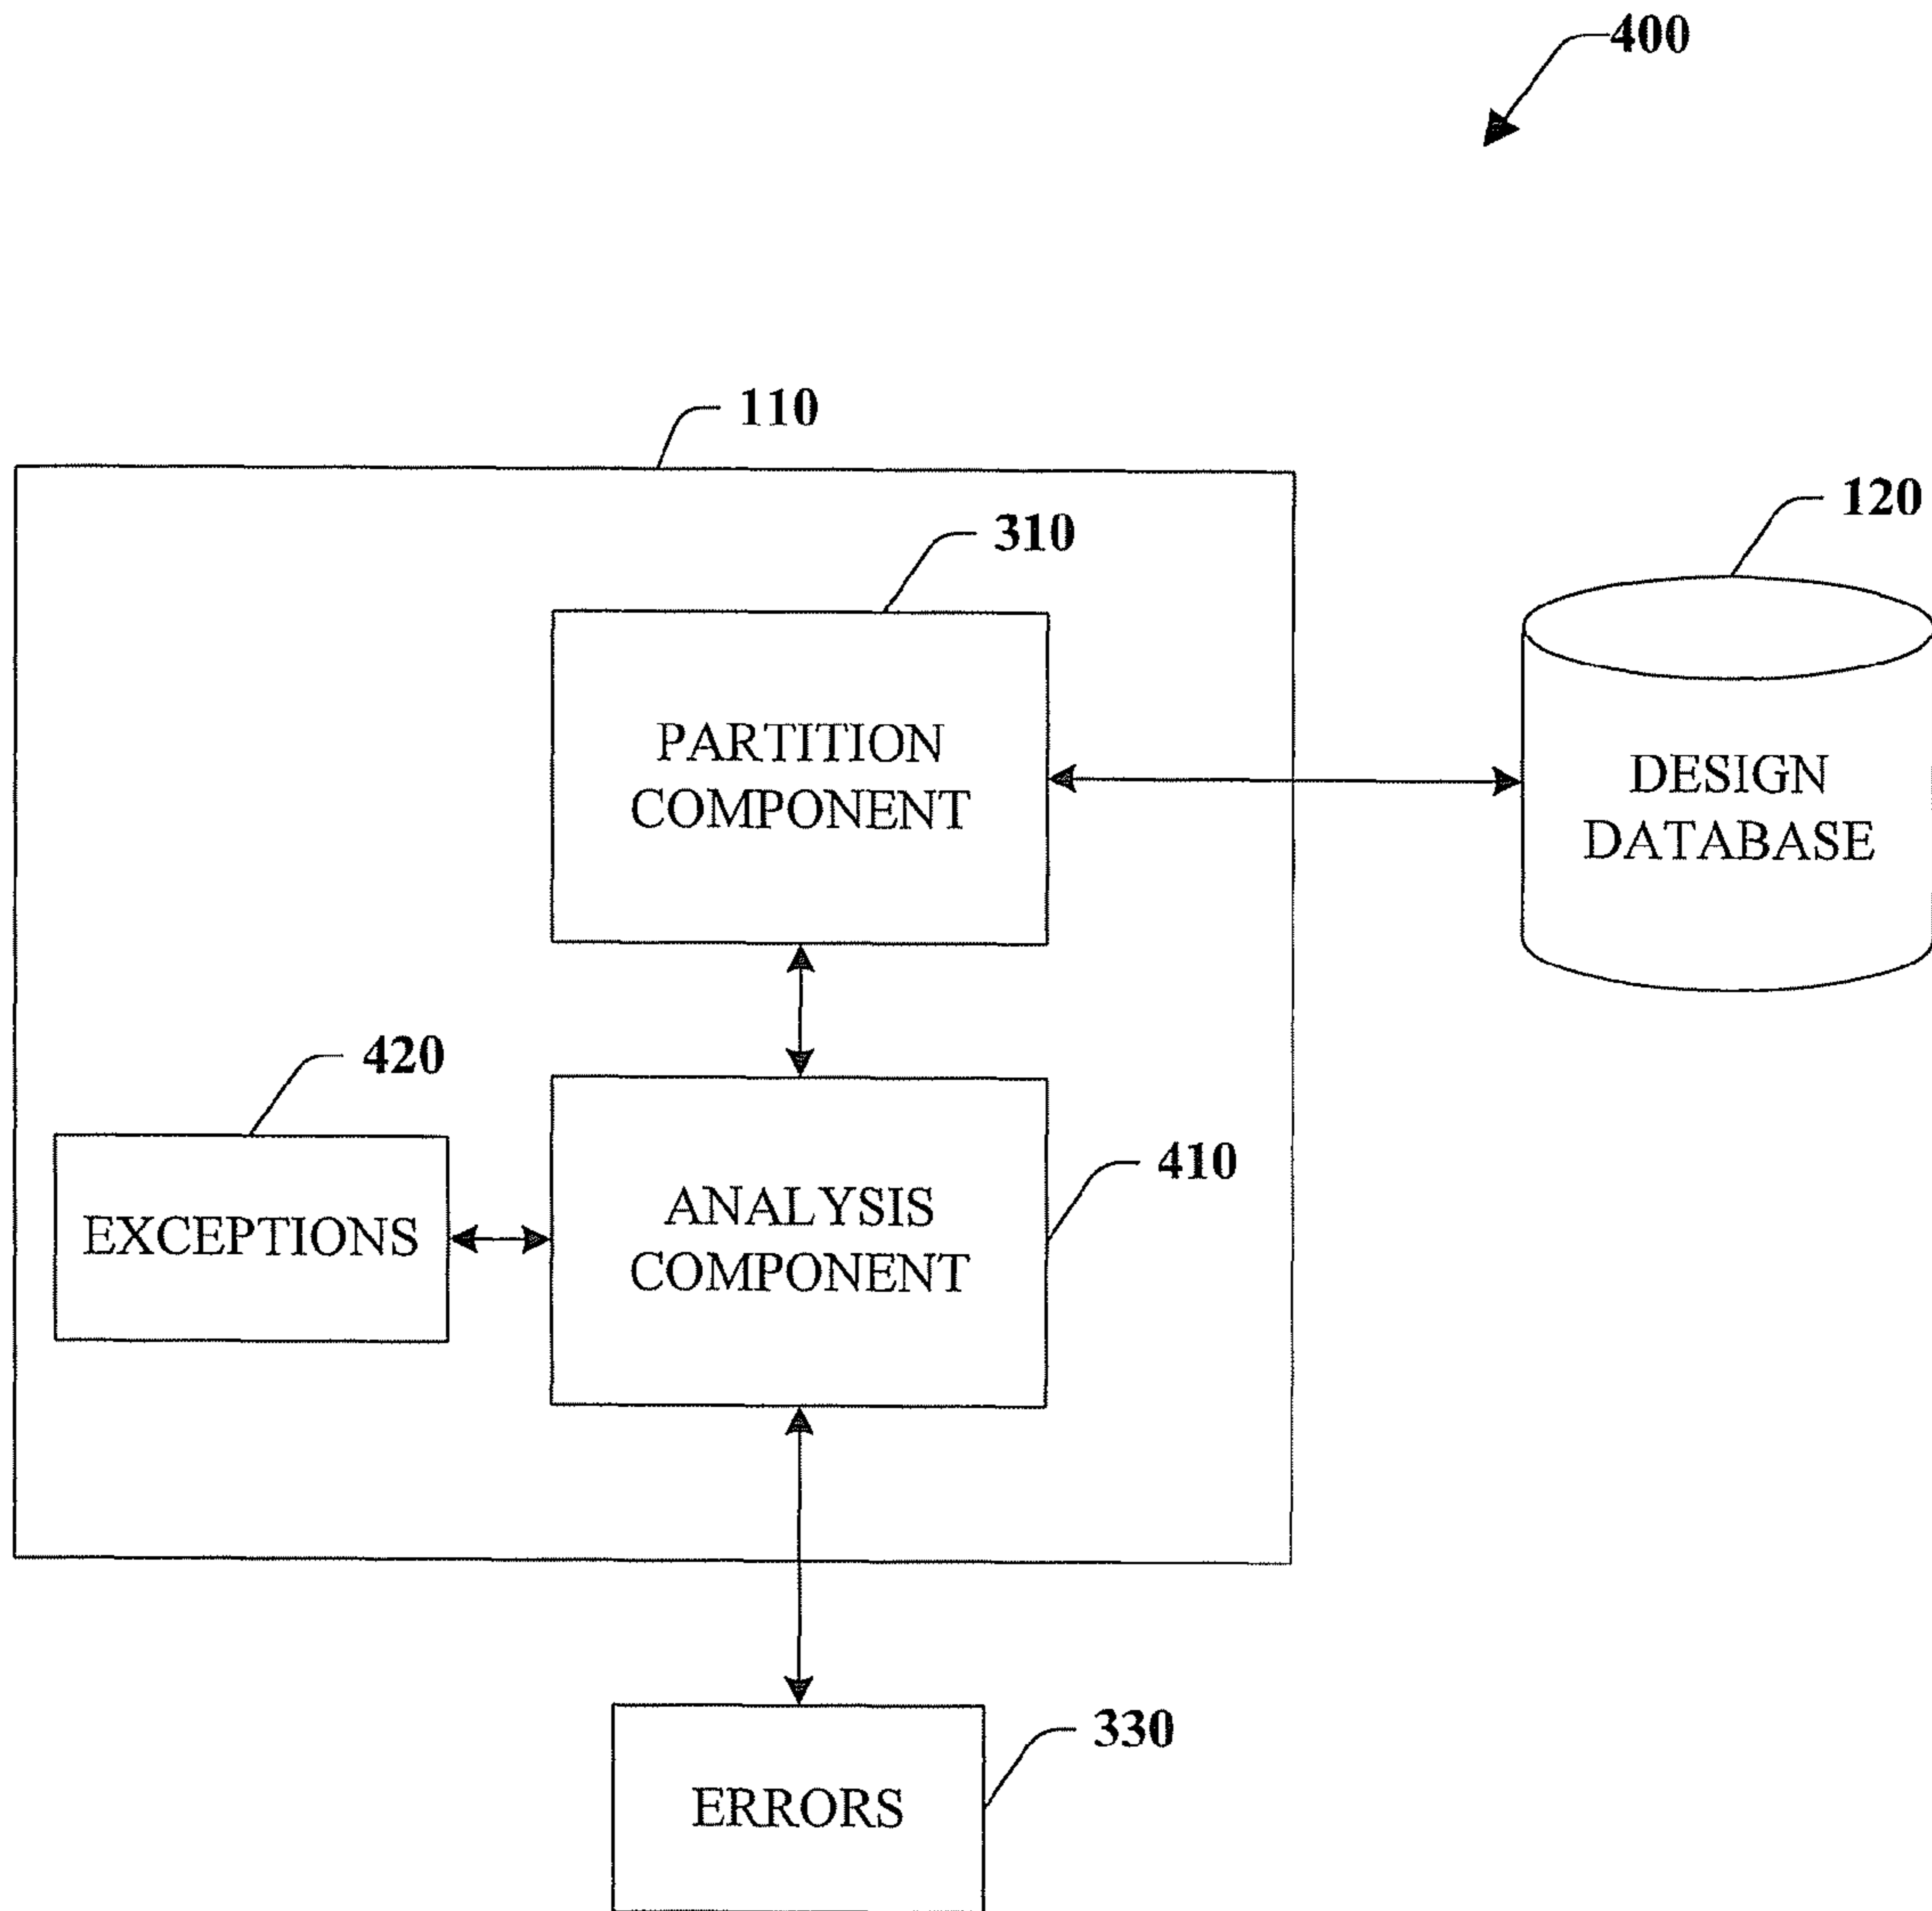 400
110
120
310
PARTITION
COMPONENT
DESIGN
DATABASE
420
410
EXCEPTIONS
ANALYSIS
COMPONENT
330
ERRORS